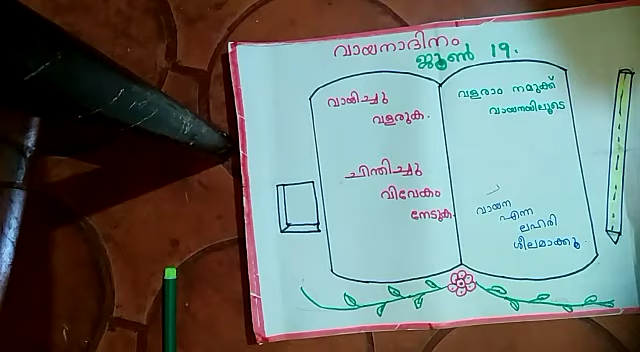 വായനാദിനം
ജൂൺ 19.
വായിച്ചു
വളരുക.
ചിന്തിച്ചു
വിവേകം
നേടുക.
വളരാം നമുക്ക്
വായനയിലൂടെ
വായന
എന്ന
ലഹരി
ശീലമാക്കൂ